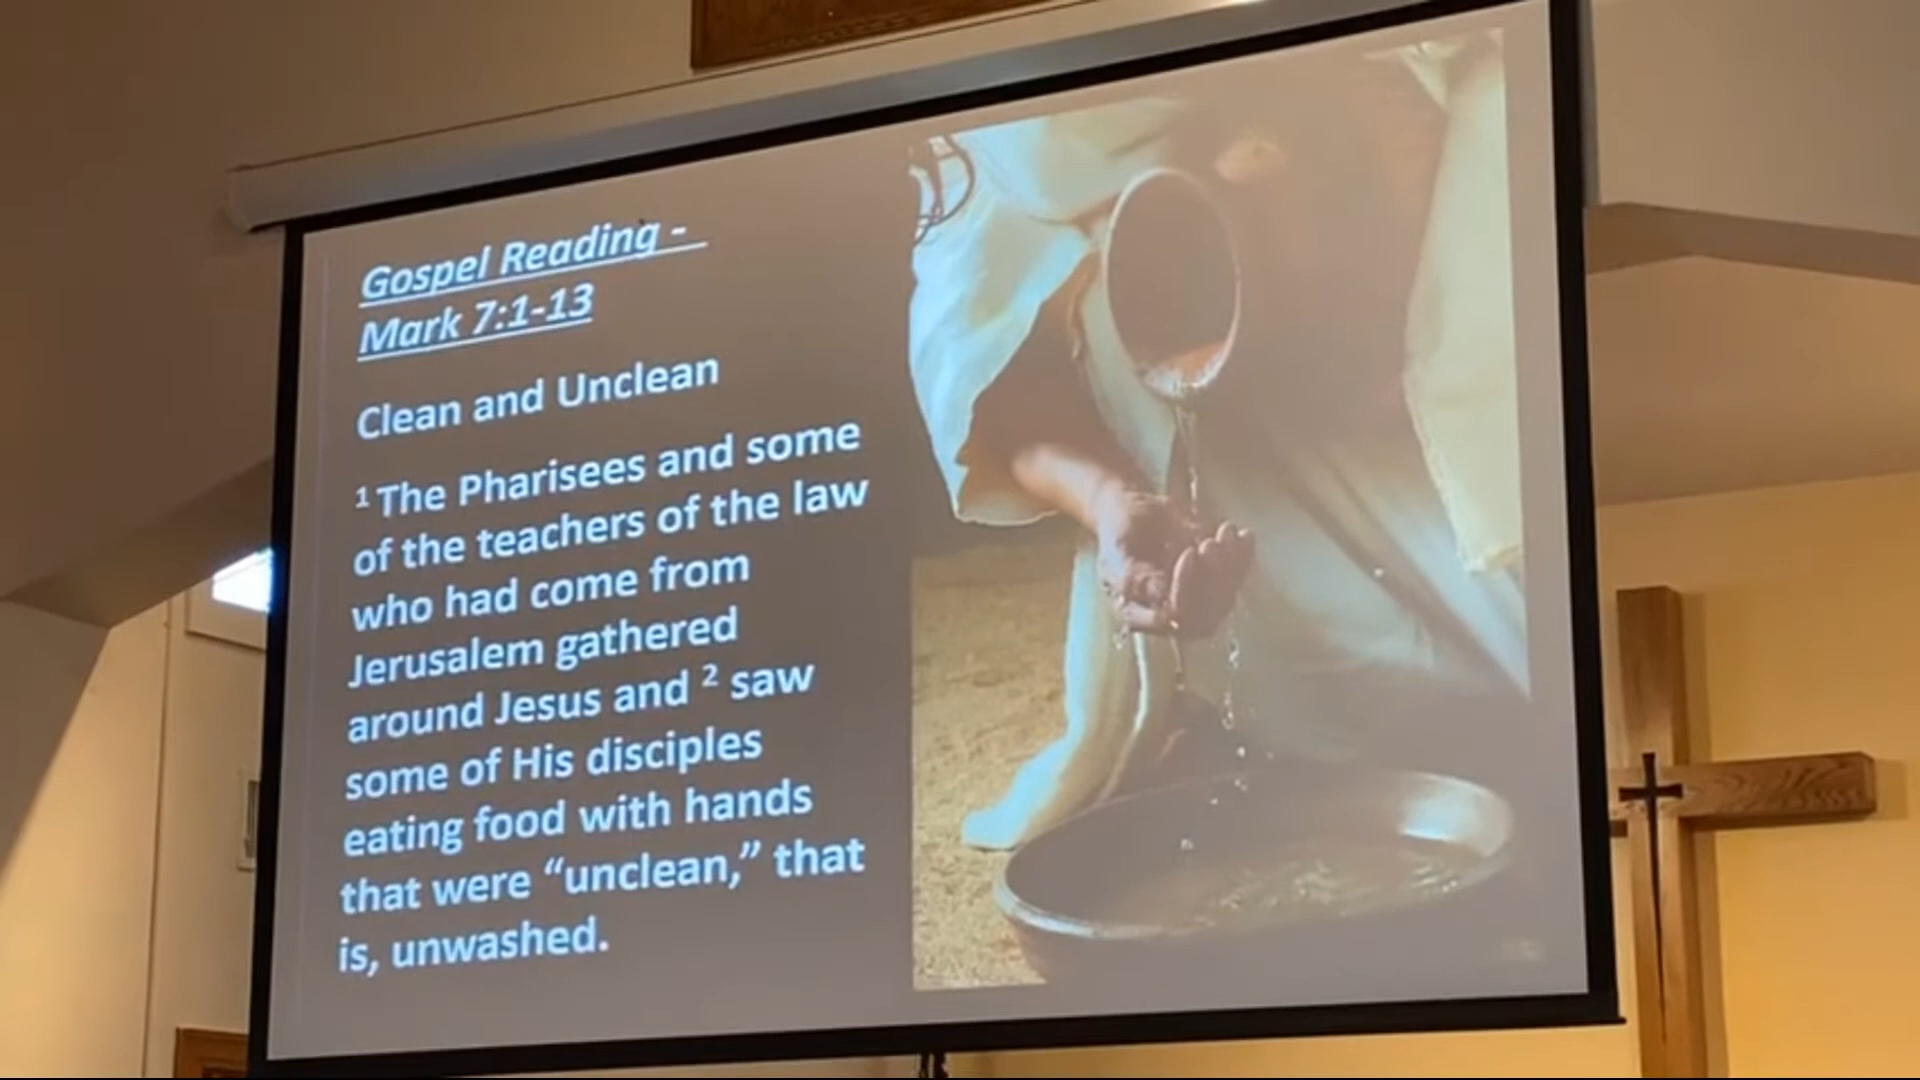 Gospel Reading -
Mark 7:1-13
Clean and Unclean
¹ The Pharisees and some
of the teachers of the law
who had come from
Jerusalem gathered
around Jesus and ² saw
some of His disciples
eating food with hands
that were “unclean,” that
is, unwashed.